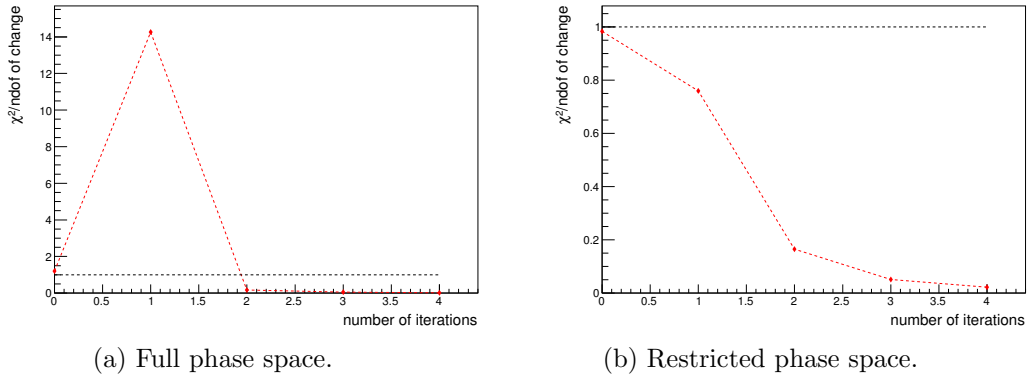 χ²/ndof of change
14
12
10
8
6
4
2
0
0 0.5 1 1.5 2 2.5 3 3.5 4
number of iterations
(a) Full phase space.
χ²/ndof of change
1
0.8
0.6
0.4
0.2
0
0 0.5 1 1.5 2 2.5 3 3.5 4
number of iterations
(b) Restricted phase space.